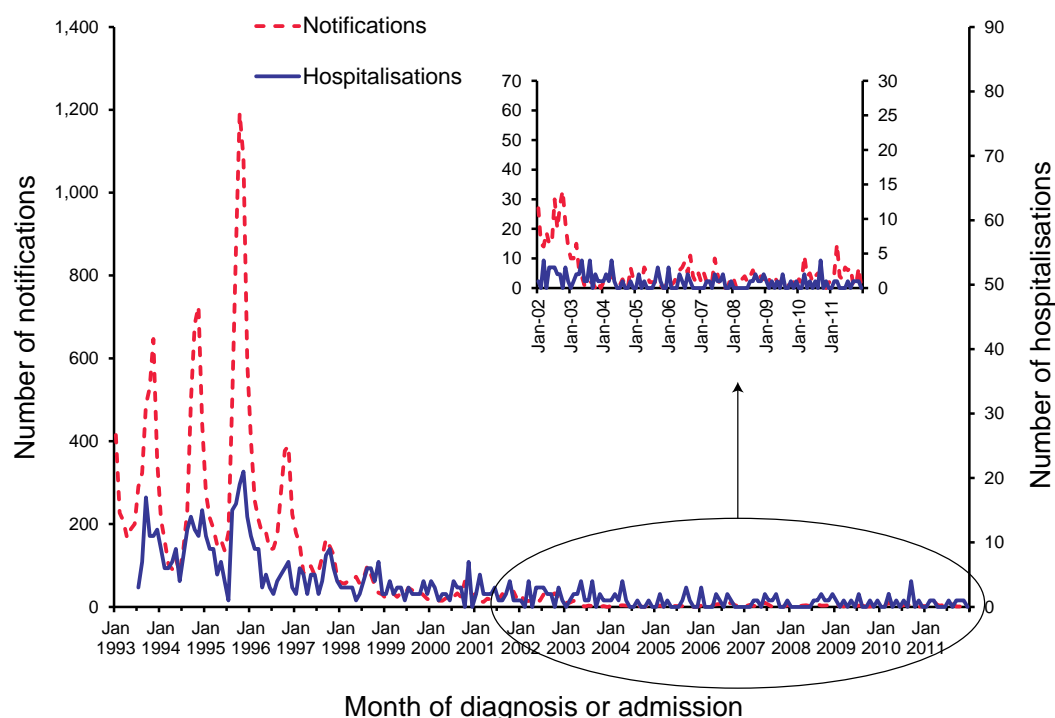 Notifications
Hospitalisations
1,400
1,200
1,000
800
600
400
200
0
Number of notifications
90
80
70
60
50
40
30
20
10
0
Number of hospitalisations
70
60
50
40
30
20
10
0
30
25
20
15
10
5
0
Jan-02
Jan-03
Jan-04
Jan-05
Jan-06
Jan-07
Jan-08
Jan-09
Jan-10
Jan-11
Jan Jan Jan Jan Jan Jan Jan Jan Jan Jan Jan Jan Jan Jan Jan Jan Jan Jan Jan
1993 1994 1995 1996 1997 1998 1999 2000 2001 2002 2003 2004 2005 2006 2007 2008 2009 2010 2011
Month of diagnosis or admission